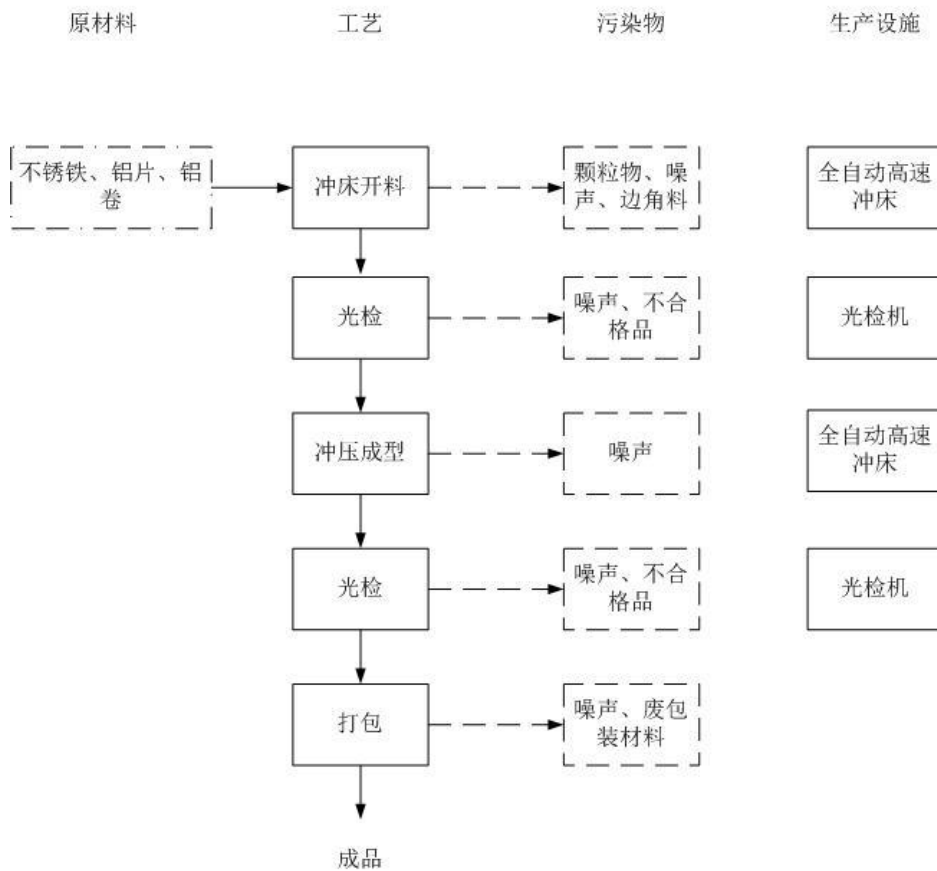 原材料
工艺
污染物
生产设施
不锈铁、铝片、铝
卷
冲床开料
颗粒物、噪
声、边角料
全自动高速
冲床
光检
噪声、不合
格品
光检机
冲压成型
噪声
全自动高速
冲床
光检
噪声、不合
格品
光检机
打包
噪声、废包
装材料
成品